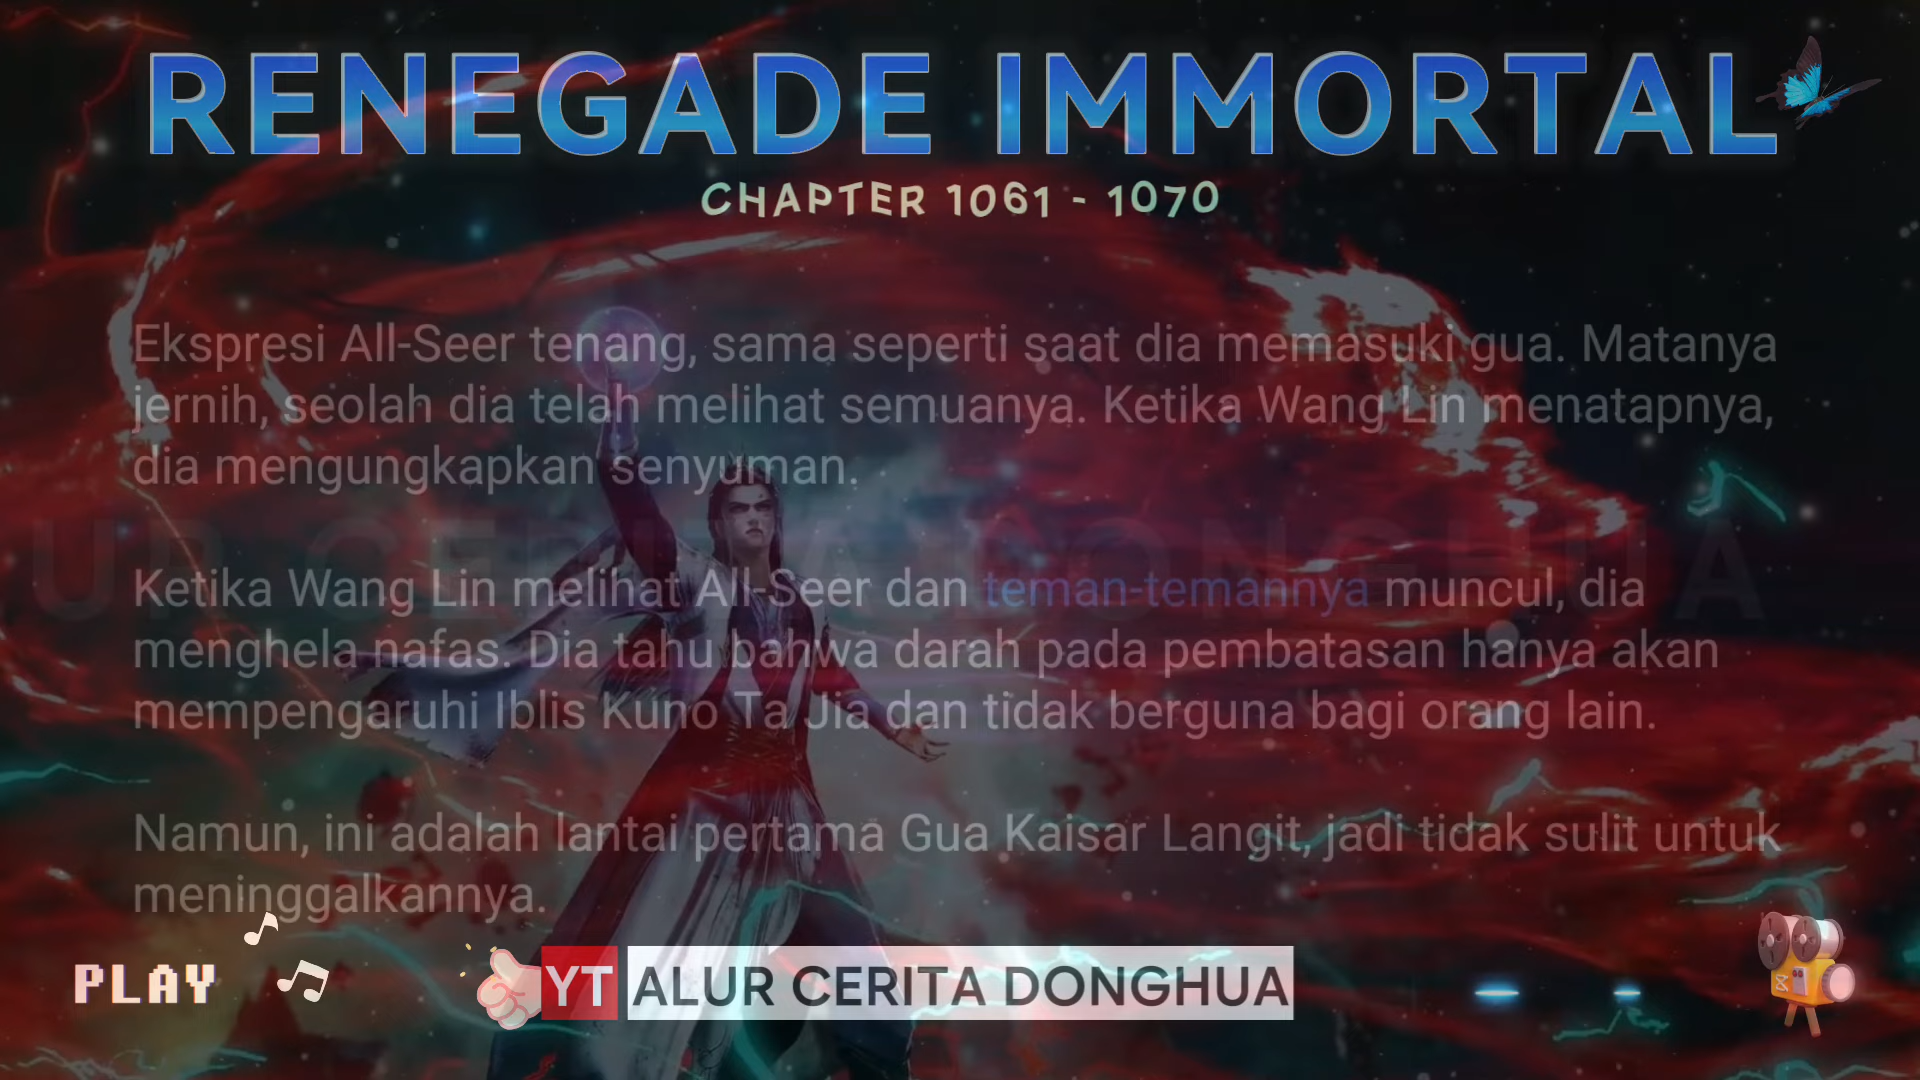 RENEGADE IMMORTAL
CHAPTER 1061 - 1070
Ekspresi All-Seer tenang, sama seperti saat dia memasuki gua. Matanya
jernih, seolah dia telah melihat semuanya. Ketika Wang Lin menatapnya,
dia mengungkapkan senyuman.
Ketika Wang Lin melihat All-Seer dan teman-temannya muncul, dia
menghela nafas. Dia tahu bahwa darah pada pembatasan hanya akan
mempengaruhi Iblis Kuno Ta Jia dan tidak berguna bagi orang lain.
Namun, ini adalah lantai pertama Gua Kaisar Langit, jadi tidak sulit untuk
meninggalkannya.
PLAY
YT ALUR CERITA DONGHUA